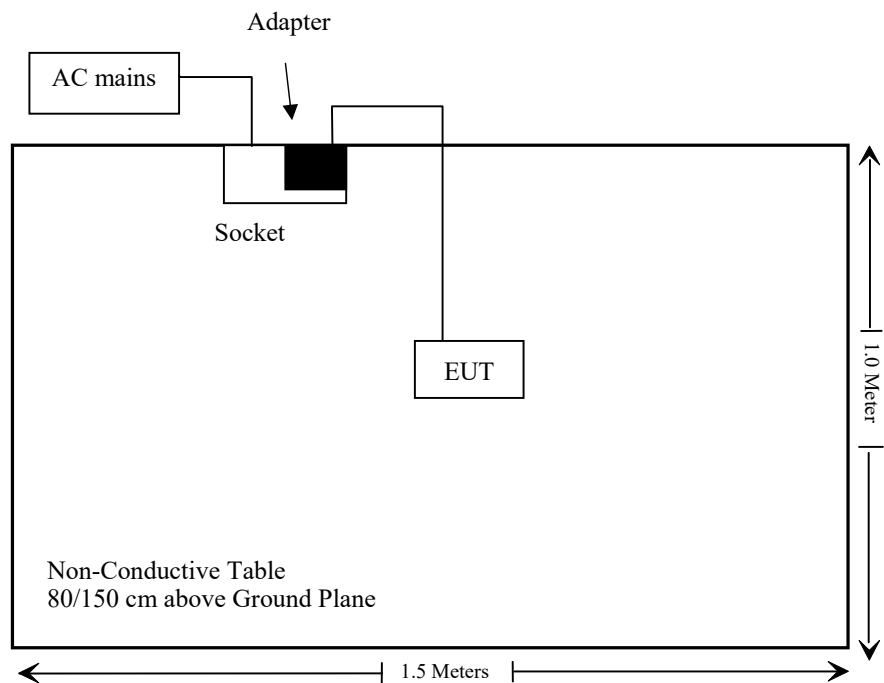 Adapter
AC mains
Socket
EUT
1.0 Meter
Non-Conductive Table
80/150 cm above Ground Plane
1.5 Meters